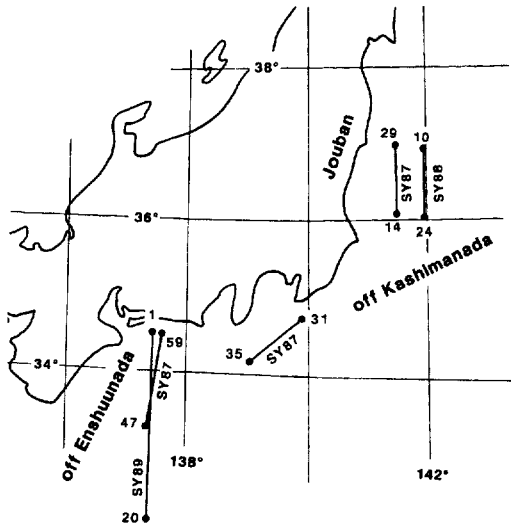 38°
Jouban
29
10
SY87
SY88
36°
14
24
off Kashimanada
1
59
31
35
SY87
34°
SY87
47
off Enshuunada
138°
142°
SY89
20